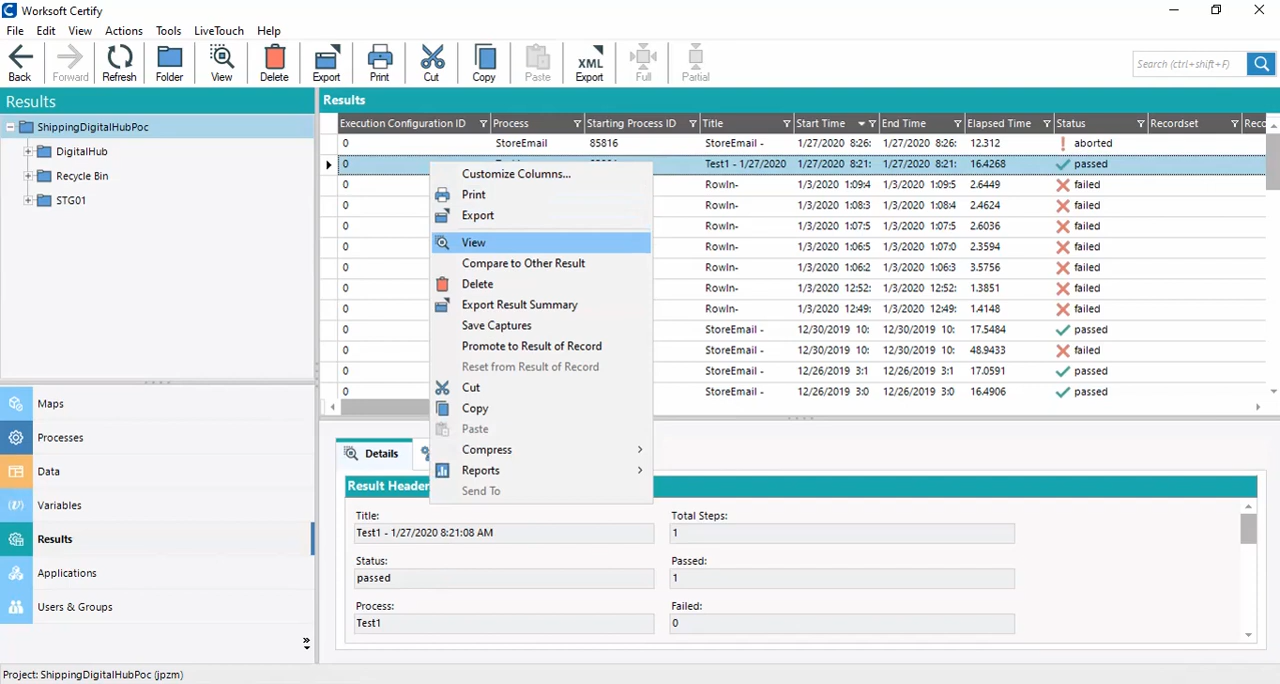 Worksoft Certify
File Edit View Actions Tools LiveTouch Help
Back Forward Refresh Folder View Delete Export Print Cut Copy Paste XML Export Full Partial
Search (ctrl+shift+F)
Results
ShippingDigitalHubPoc
DigitalHub
Recycle Bin
STG01
Maps
Processes
Data
Variables
Results
Applications
Users & Groups
Results
Execution Configuration ID Process Starting Process ID Title Start Time End Time Elapsed Time Status Recordset Recc
0 StoreEmail 85816 StoreEmail - 1/27/2020 8:26: 1/27/2020 8:26: 12.312 aborted
0 Test1 - 1/27/2020 1/27/2020 8:21: 1/27/2020 8:21: 16.4268 passed
0 RowIn- 1/3/2020 1:09:4 1/3/2020 1:09:5 2.6449 failed
0 RowIn- 1/3/2020 1:08:3 1/3/2020 1:08:4 2.4624 failed
0 RowIn- 1/3/2020 1:07:5 1/3/2020 1:07:5 2.6036 failed
0 RowIn- 1/3/2020 1:06:5 1/3/2020 1:07:0 2.3594 failed
0 RowIn- 1/3/2020 1:06:2 1/3/2020 1:06:3 3.5756 failed
0 RowIn- 1/3/2020 12:52: 1/3/2020 12:52: 1.3851 failed
0 RowIn- 1/3/2020 12:49: 1/3/2020 12:49: 1.4148 failed
0 StoreEmail - 12/30/2019 10: 12/30/2019 10: 17.5484 passed
0 StoreEmail - 12/30/2019 10: 12/30/2019 10: 48.9433 failed
0 StoreEmail - 12/26/2019 3:1 12/26/2019 3:1 17.0591 passed
0 StoreEmail - 12/26/2019 3:0 12/26/2019 3:0 16.4906 passed
Customize Columns...
Print
Export
View
Compare to Other Result
Delete
Export Result Summary
Save Captures
Promote to Result of Record
Reset from Result of Record
Cut
Copy
Paste
Compress
Reports
Send To
Details
Result Header
Title: Total Steps:
Test1 - 1/27/2020 8:21:08 AM 1
Status: Passed:
passed 1
Process: Failed:
Test1 0
Project: ShippingDigitalHubPoc (jpzm)